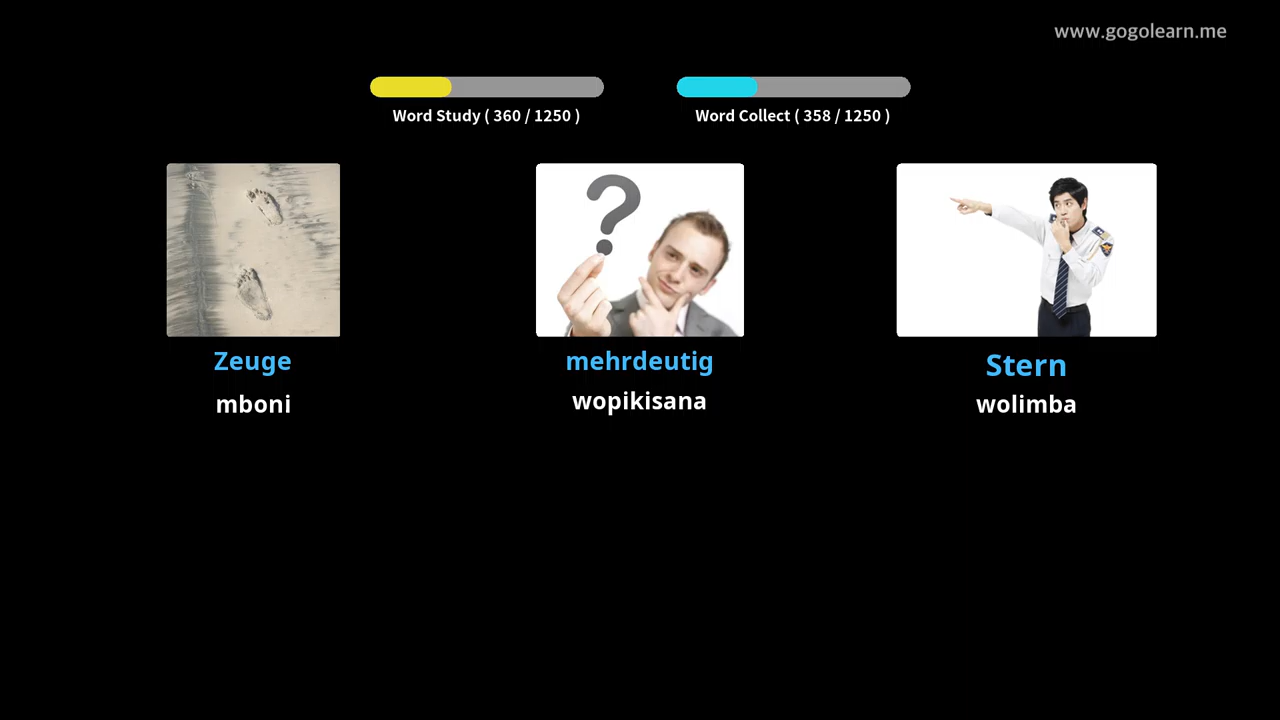 www.gogolearn.me
Word Study ( 360 / 1250 )
Word Collect ( 358 / 1250 )
Zeuge
mboni
mehrdeutig
wopikisana
Stern
wolimba